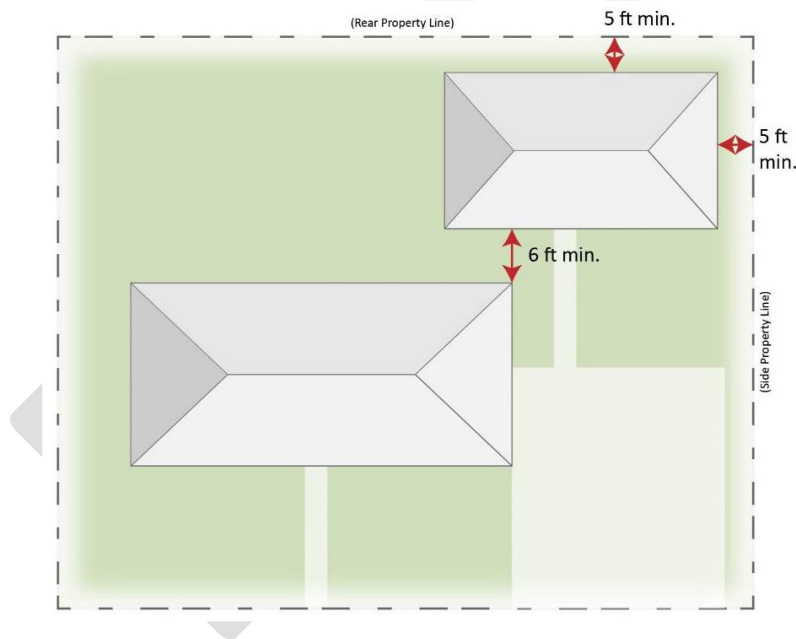 (Rear Property Line)
5 ft min.
5 ft
min.
6 ft min.
(Side Property Line)